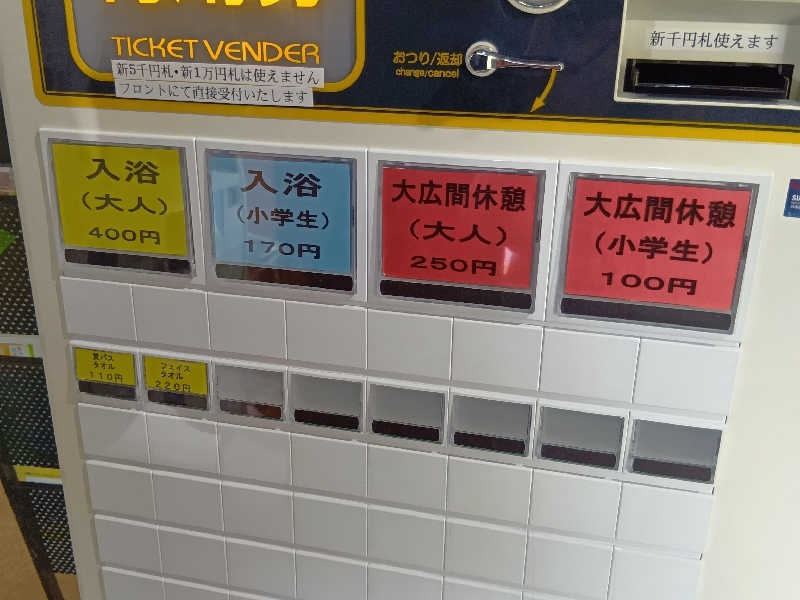 TICKET VENDER
新5千円札・新1万円札は使えません
フロントにて直接受付いたします
おつり/返却
change/cancel
新千円札使えます
入浴
(大人)
400円
入浴
(小学生)
170円
大広間休憩
(大人)
250円
大広間休憩
(小学生)
100円
貸バス
タオル
110円
フェイス
タオル
220円